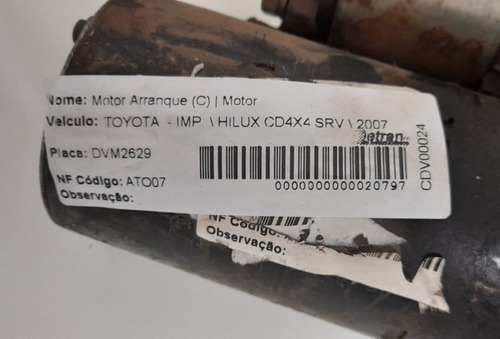 Nome: Motor Arranque (C) | Motor
Veículo: TOYOTA - IMP \ HILUX CD4X4 SRV \ 2007
Detran
Placa: DVM2629
0000000000020797
CDV00024
NF Código: ATO07
Observação:
NF Código:
Observação: